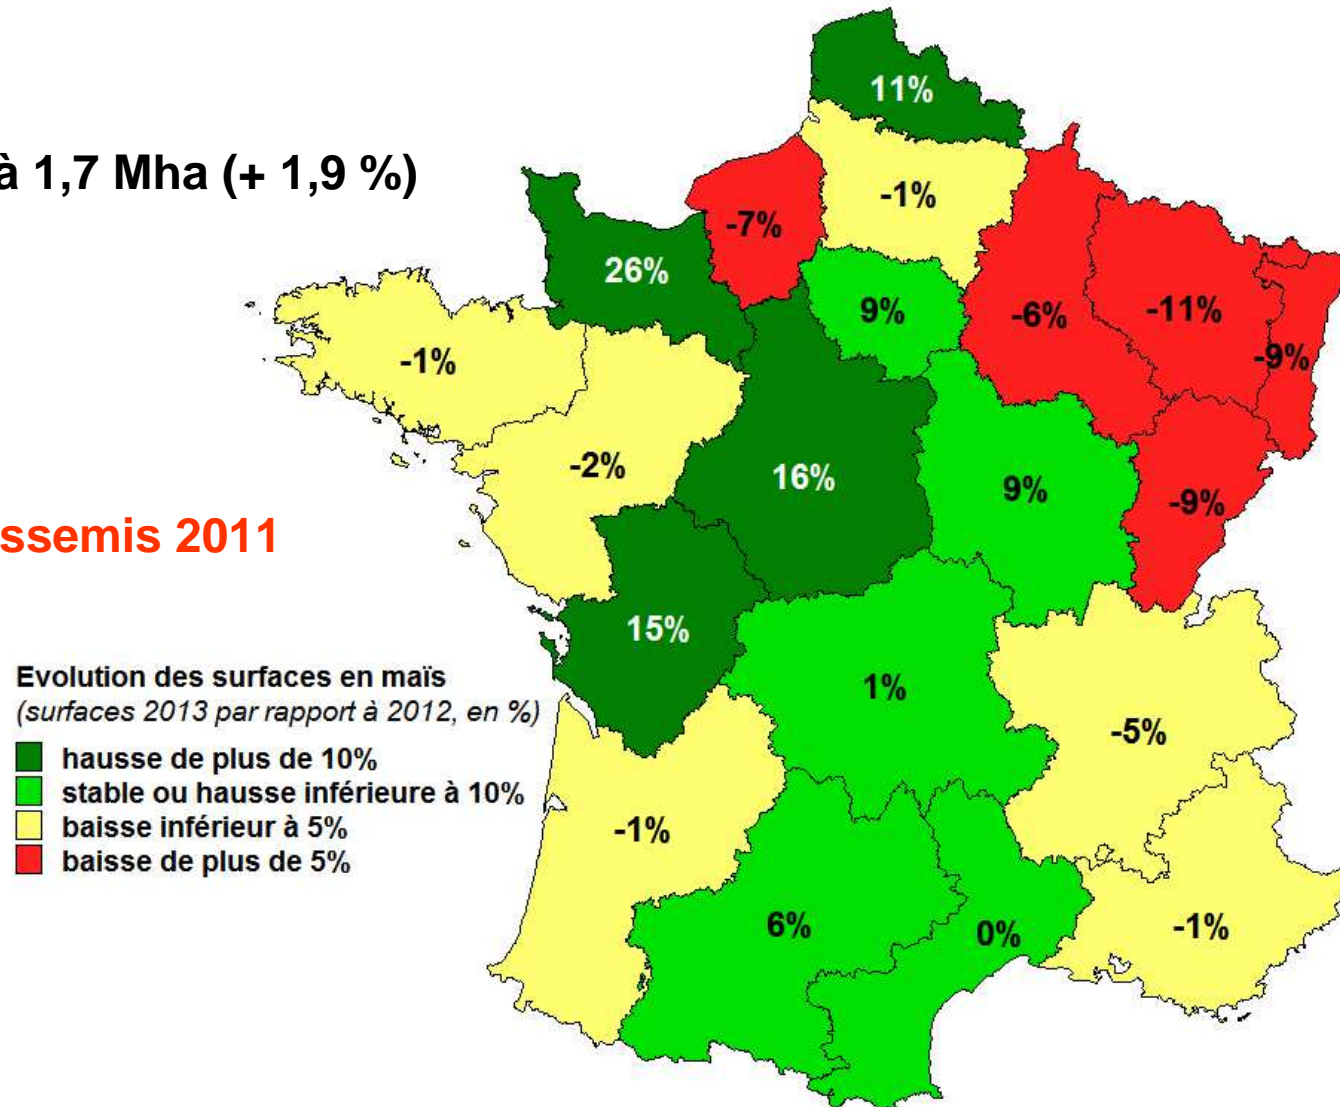 à 1,7 Mha (+ 1,9 %)
ssemis 2011
11%
-1%
-7%
26%
9%
-6%
-11%
-9%
-1%
-2%
16%
9%
-9%
15%
1%
-5%
-1%
6%
0%
-1%
Evolution des surfaces en maïs
(surfaces 2013 par rapport à 2012, en %)
hausse de plus de 10%
stable ou hausse inférieure à 10%
baisse inférieur à 5%
baisse de plus de 5%